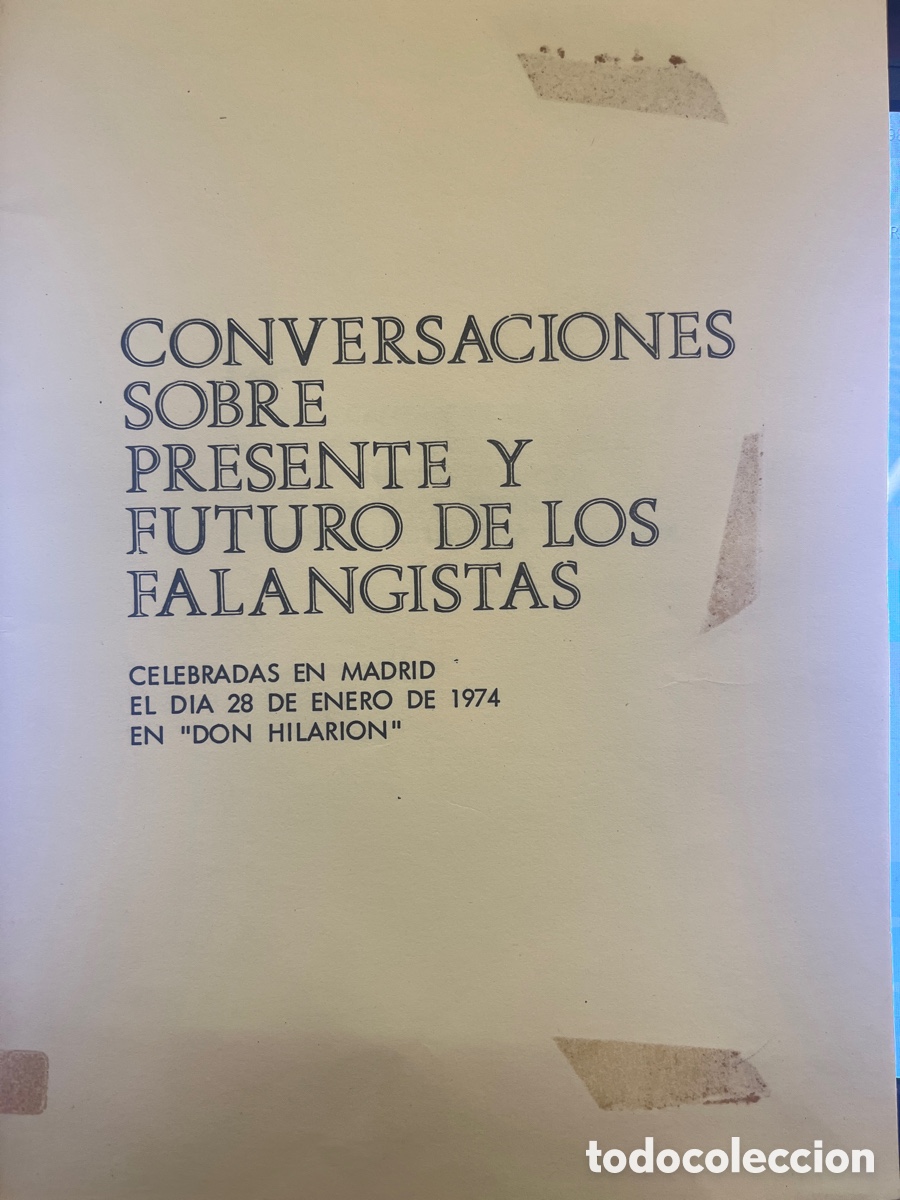 CONVERSACIONES
SOBRE
PRESENTE Y
FUTURO DE LOS
FALANGISTAS
CELEBRADAS EN MADRID
EL DIA 28 DE ENERO DE 1974
EN "DON HILARION"
todocoleccion